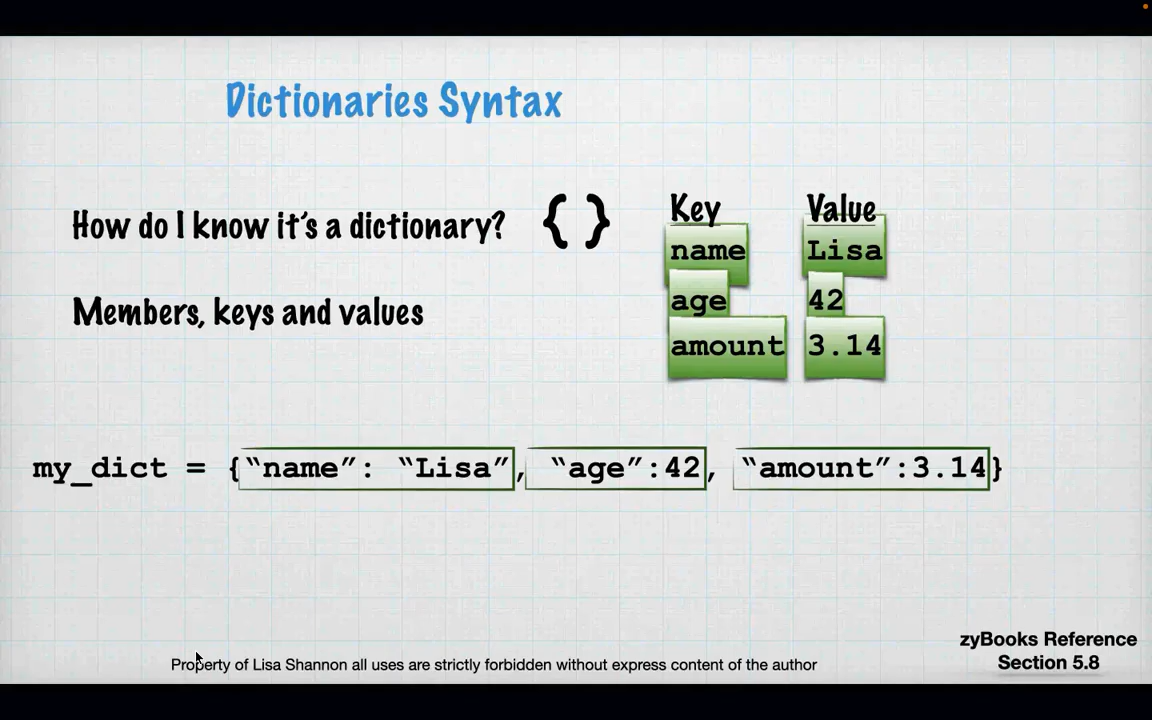 Dictionaries Syntax
How do I know it's a dictionary? { }
Key Value
name Lisa
Members, keys and values
age 42
amount 3.14
my_dict = {“name”: “Lisa”, “age”:42, “amount”:3.14}
zyBooks Reference
Section 5.8
Property of Lisa Shannon all uses are strictly forbidden without express content of the author